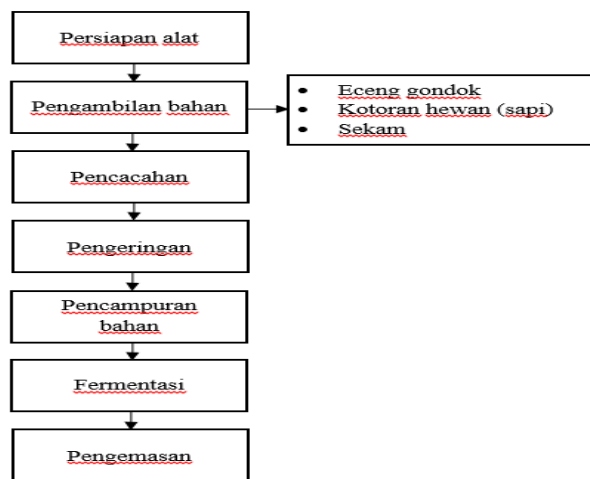 Persiapan alat
Pengambilan bahan
• Eceng gondok
• Kotoran hewan (sapi)
• Sekam
Pencacahan
Pengeringan
Pencampuran
bahan
Fermentasi
Pengemasan